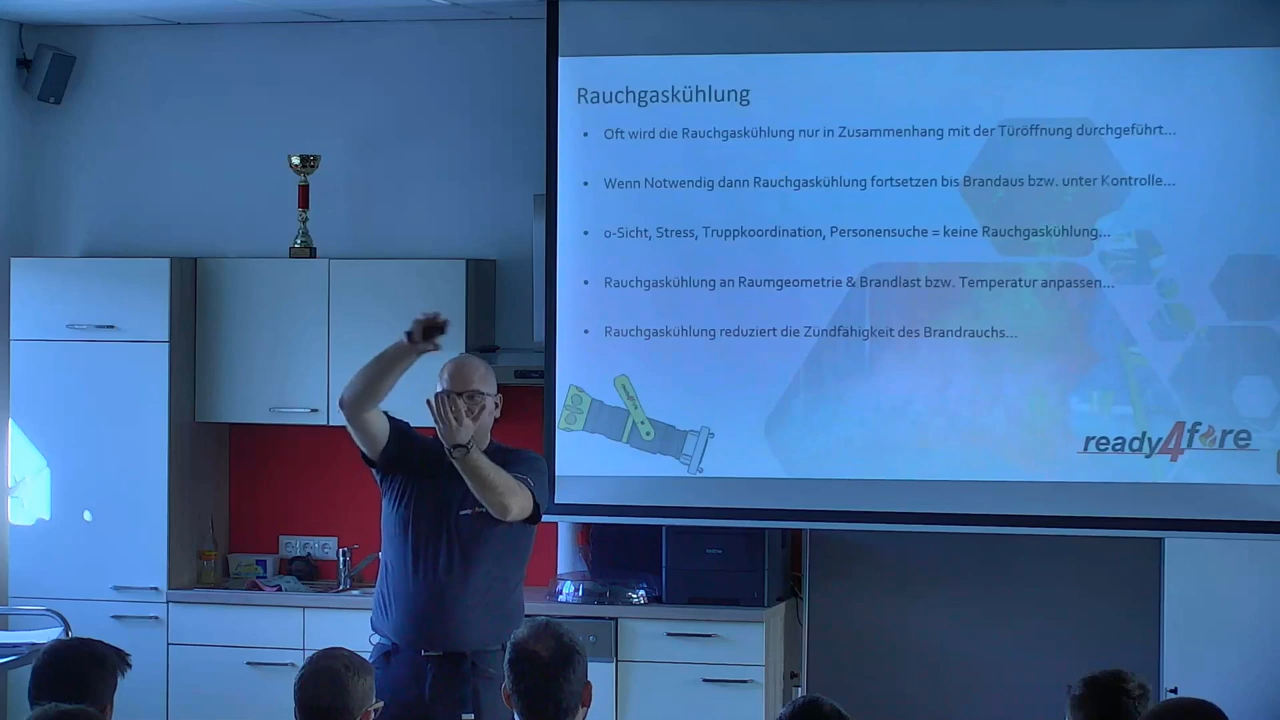 Rauchgaskühlung
• Oft wird die Rauchgaskühlung nur in Zusammenhang mit der Türöffnung durchgeführt...
• Wenn Notwendig dann Rauchgaskühlung fortsetzen bis Brandaus bzw. unter Kontrolle...
• 0-Sicht, Stress, Truppkoordination, Personensuche = keine Rauchgaskühlung...
• Rauchgaskühlung an Raumgeometrie & Brandlast bzw. Temperatur anpassen...
• Rauchgaskühlung reduziert die Zündfähigkeit des Brandrauchs...
ready4fire